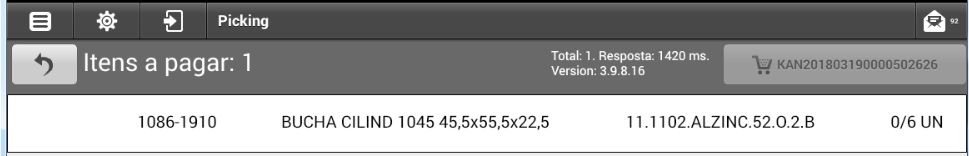 Picking
92
Itens a pagar: 1
Total: 1. Resposta: 1420 ms.
Version: 3.9.8.16
KAN201803190000502626
1086-1910 BUCHA CILIND 1045 45,5x55,5x22,5 11.1102.ALZINC.52.O.2.B 0/6 UN